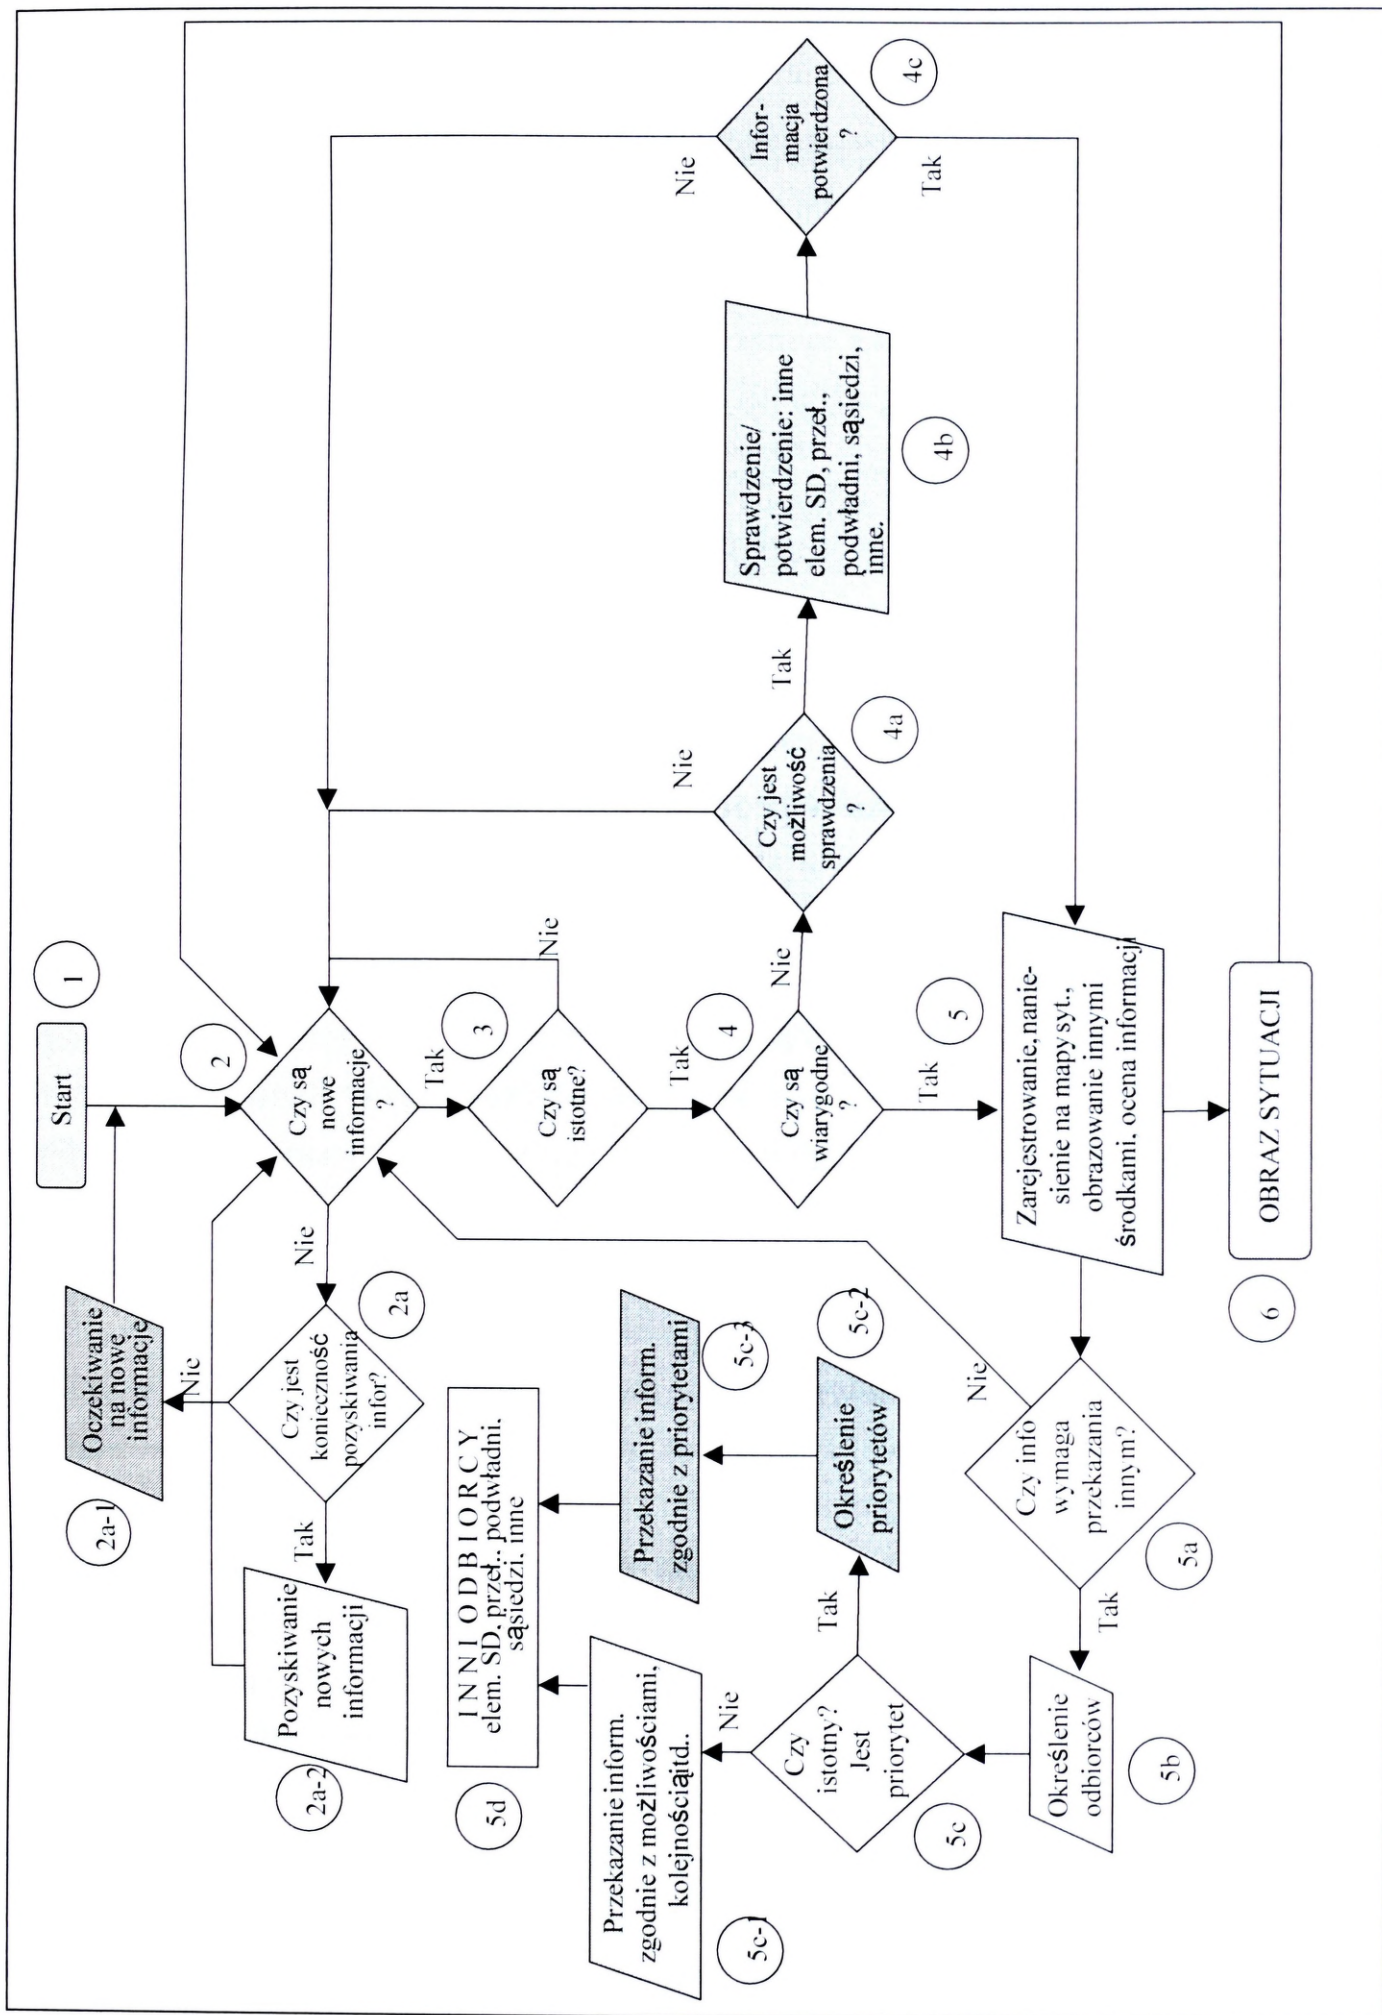 Start
1
Oczekiwanie
na nowe
informacje
2a-1
2
Czy są
nowe
informacje
?
Nie
Tak
Czy jest
konieczność
pozyskiwania
infor?
2a
Nie
Tak
Pozyskiwanie
nowych
informacji
2a-2
3
Czy są
istotne?
Nie
Tak
4
Czy są
wiarygodne
?
Nie
Tak
Czy jest
możliwość
sprawdzenia
?
4a
Nie
Tak
Sprawdzenie/
potwierdzenie: inne
elem. SD, przeł.,
podwładni, sąsiedzi,
inne.
4b
Infor-
macja
potwierdzona
?
4c
Nie
Tak
5
Zarejestrowanie, nanie-
sienie na mapy syt.,
obrazowanie innymi
środkami. ocena informacji
OBRAZ SYTUACJI
6
Czy info
wymaga
przekazania
innym?
5a
Nie
Tak
Określenie
odbiorców
5b
Czy
istotny?
Jest
priorytet
5c
Nie
Tak
Przekazanie inform.
zgodnie z możliwościami,
kolejnościąitd..
5c-1
Określenie
priorytetów
5c-2
Przekazanie inform.
zgodnie z priorytetami
5c-3
I N N I O D B I O R C Y
elem. SD, przeł.. podwładni.
sąsiedzi. inne
5d